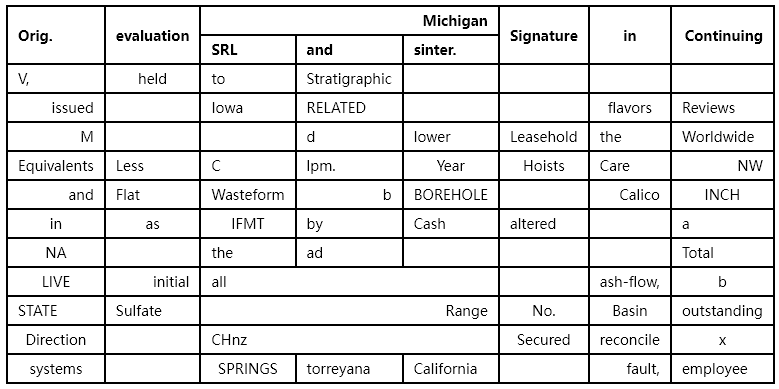 Orig. evaluation Michigan Signature in Continuing
SRL and sinter.
V, held to Stratigraphic
issued Iowa RELATED flavors Reviews
M d lower Leasehold the Worldwide
Equivalents Less C lpm. Year Hoists Care NW
and Flat Wasteform b BOREHOLE Calico INCH
in as IFMT by Cash altered a
NA the ad Total
LIVE initial all ash-flow, b
STATE Sulfate Range No. Basin outstanding
Direction CHnz Secured reconcile x
systems SPRINGS torreyana California fault, employee